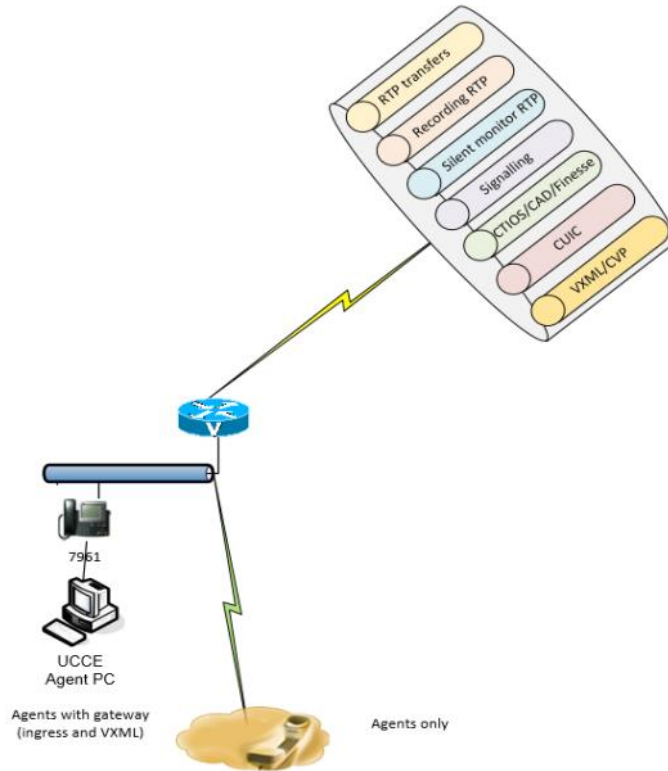 RTP transfers
Recording RTP
Silent monitor RTP
Signalling
CTIOS/CAD/Finesse
CUIC
VXML/CVP
V
7961
UCCE
Agent PC
Agents with gateway
(ingress and VXML)
Agents only